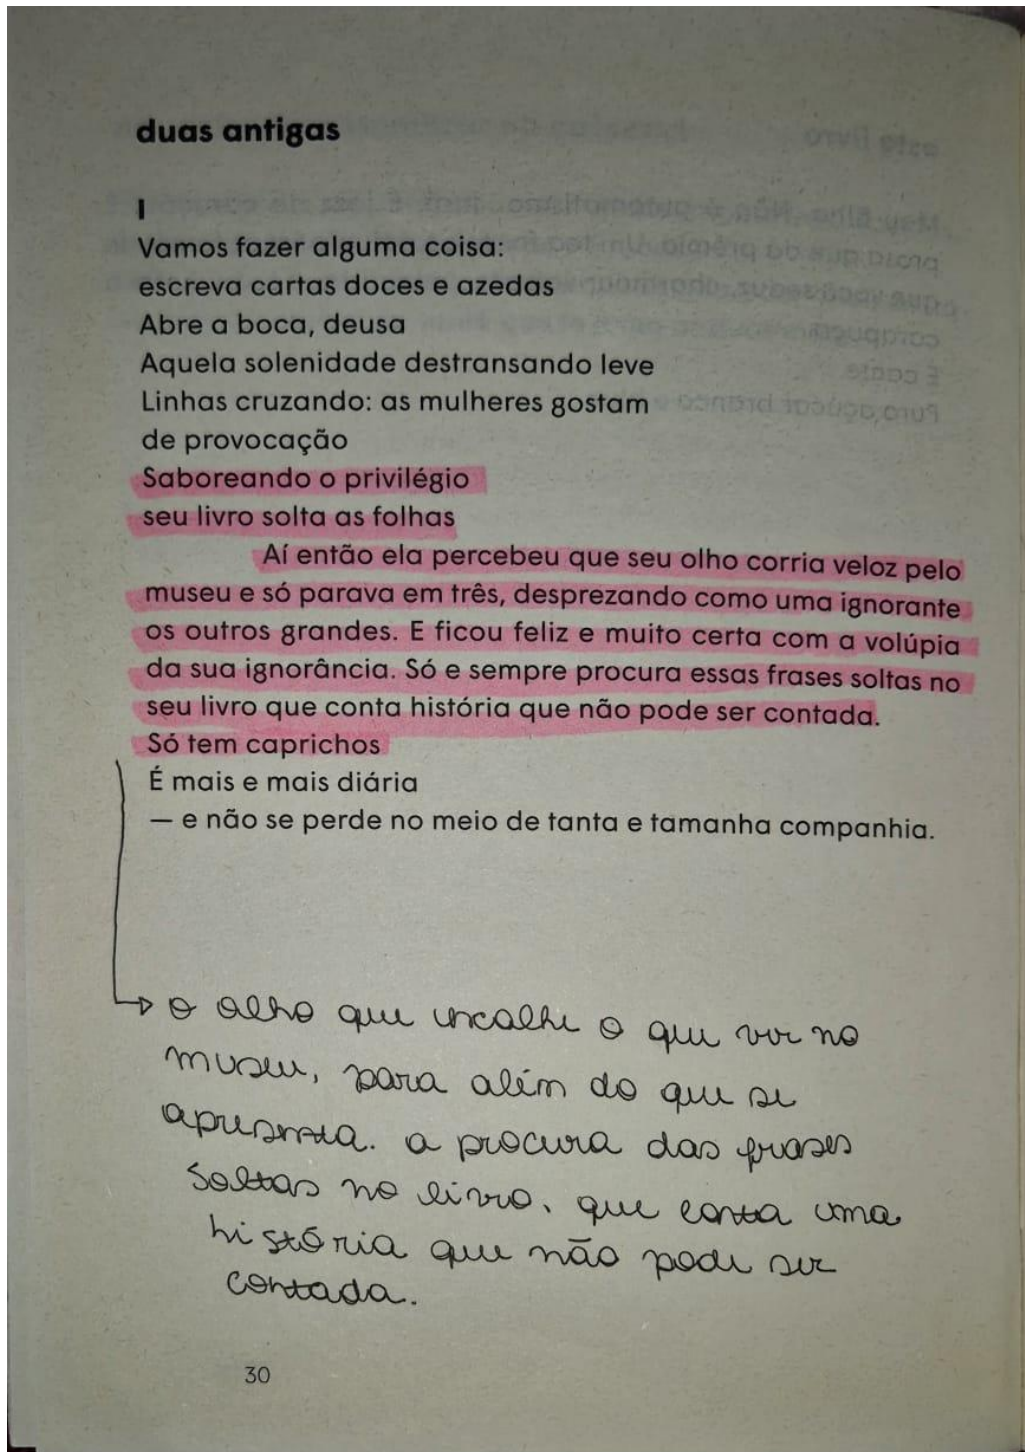 duas antigas
I
Vamos fazer alguma coisa:
escreva cartas doces e azedas
Abre a boca, deusa
Aquela solenidade destransando leve
Linhas cruzando: as mulheres gostam
de provocação
Saboreando o privilégio
seu livro solta as folhas
Aí então ela percebeu que seu olho corria veloz pelo
museu e só parava em três, desprezando como uma ignorante
os outros grandes. E ficou feliz e muito certa com a volúpia
da sua ignorância. Só e sempre procura essas frases soltas no
seu livro que conta história que não pode ser contada.
Só tem caprichos
É mais e mais diária
— e não se perde no meio de tanta e tamanha companhia.
o olho que escolhe o que ver no
museu, para além do que se
apresenta. a procura das frases
soltas no livro, que conta uma
história que não pode ser
contada.
30